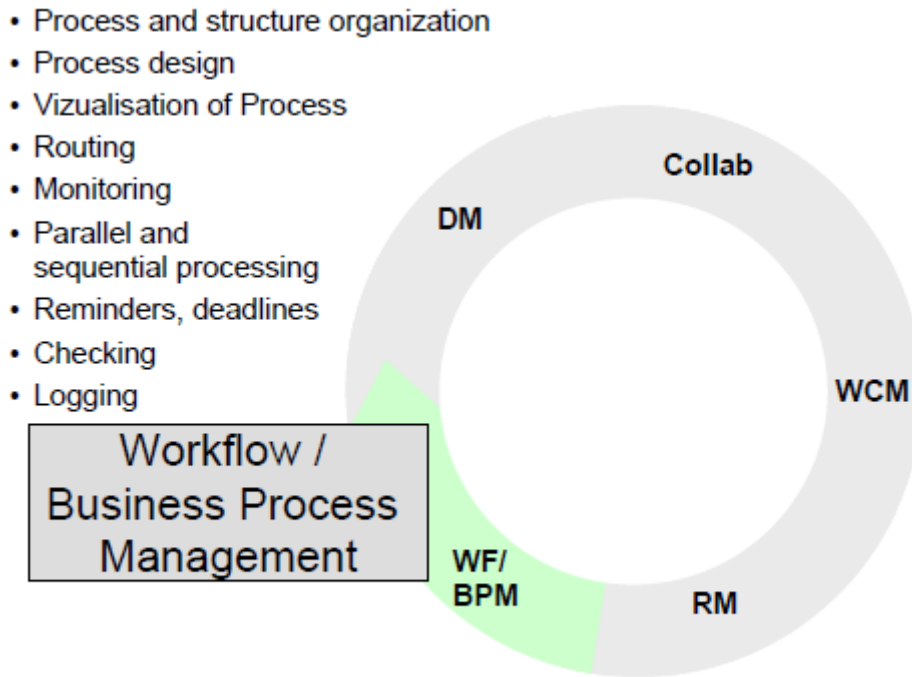 • Process and structure organization
• Process design
• Vizualisation of Process
• Routing
• Monitoring
• Parallel and
sequential processing
• Reminders, deadlines
• Checking
• Logging
Workflow /
Business Process
Management
Collab
DM
WCM
WF/
BPM
RM